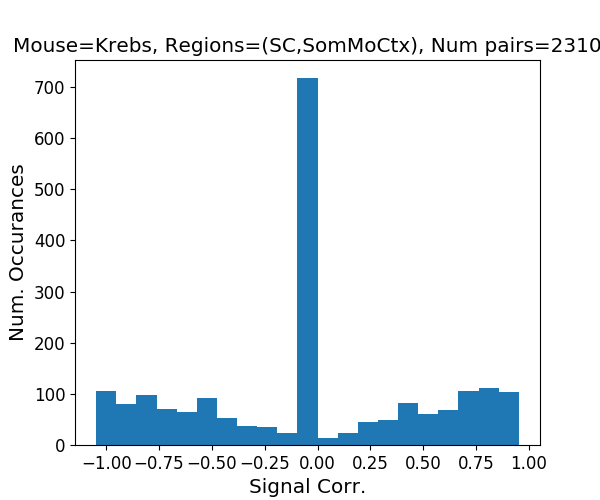 Mouse=Krebs, Regions=(SC,SomMoCtx), Num pairs=2310
Num. Occurances
700
600
500
400
300
200
100
0
−1.00 −0.75 −0.50 −0.25 0.00 0.25 0.50 0.75 1.00
Signal Corr.